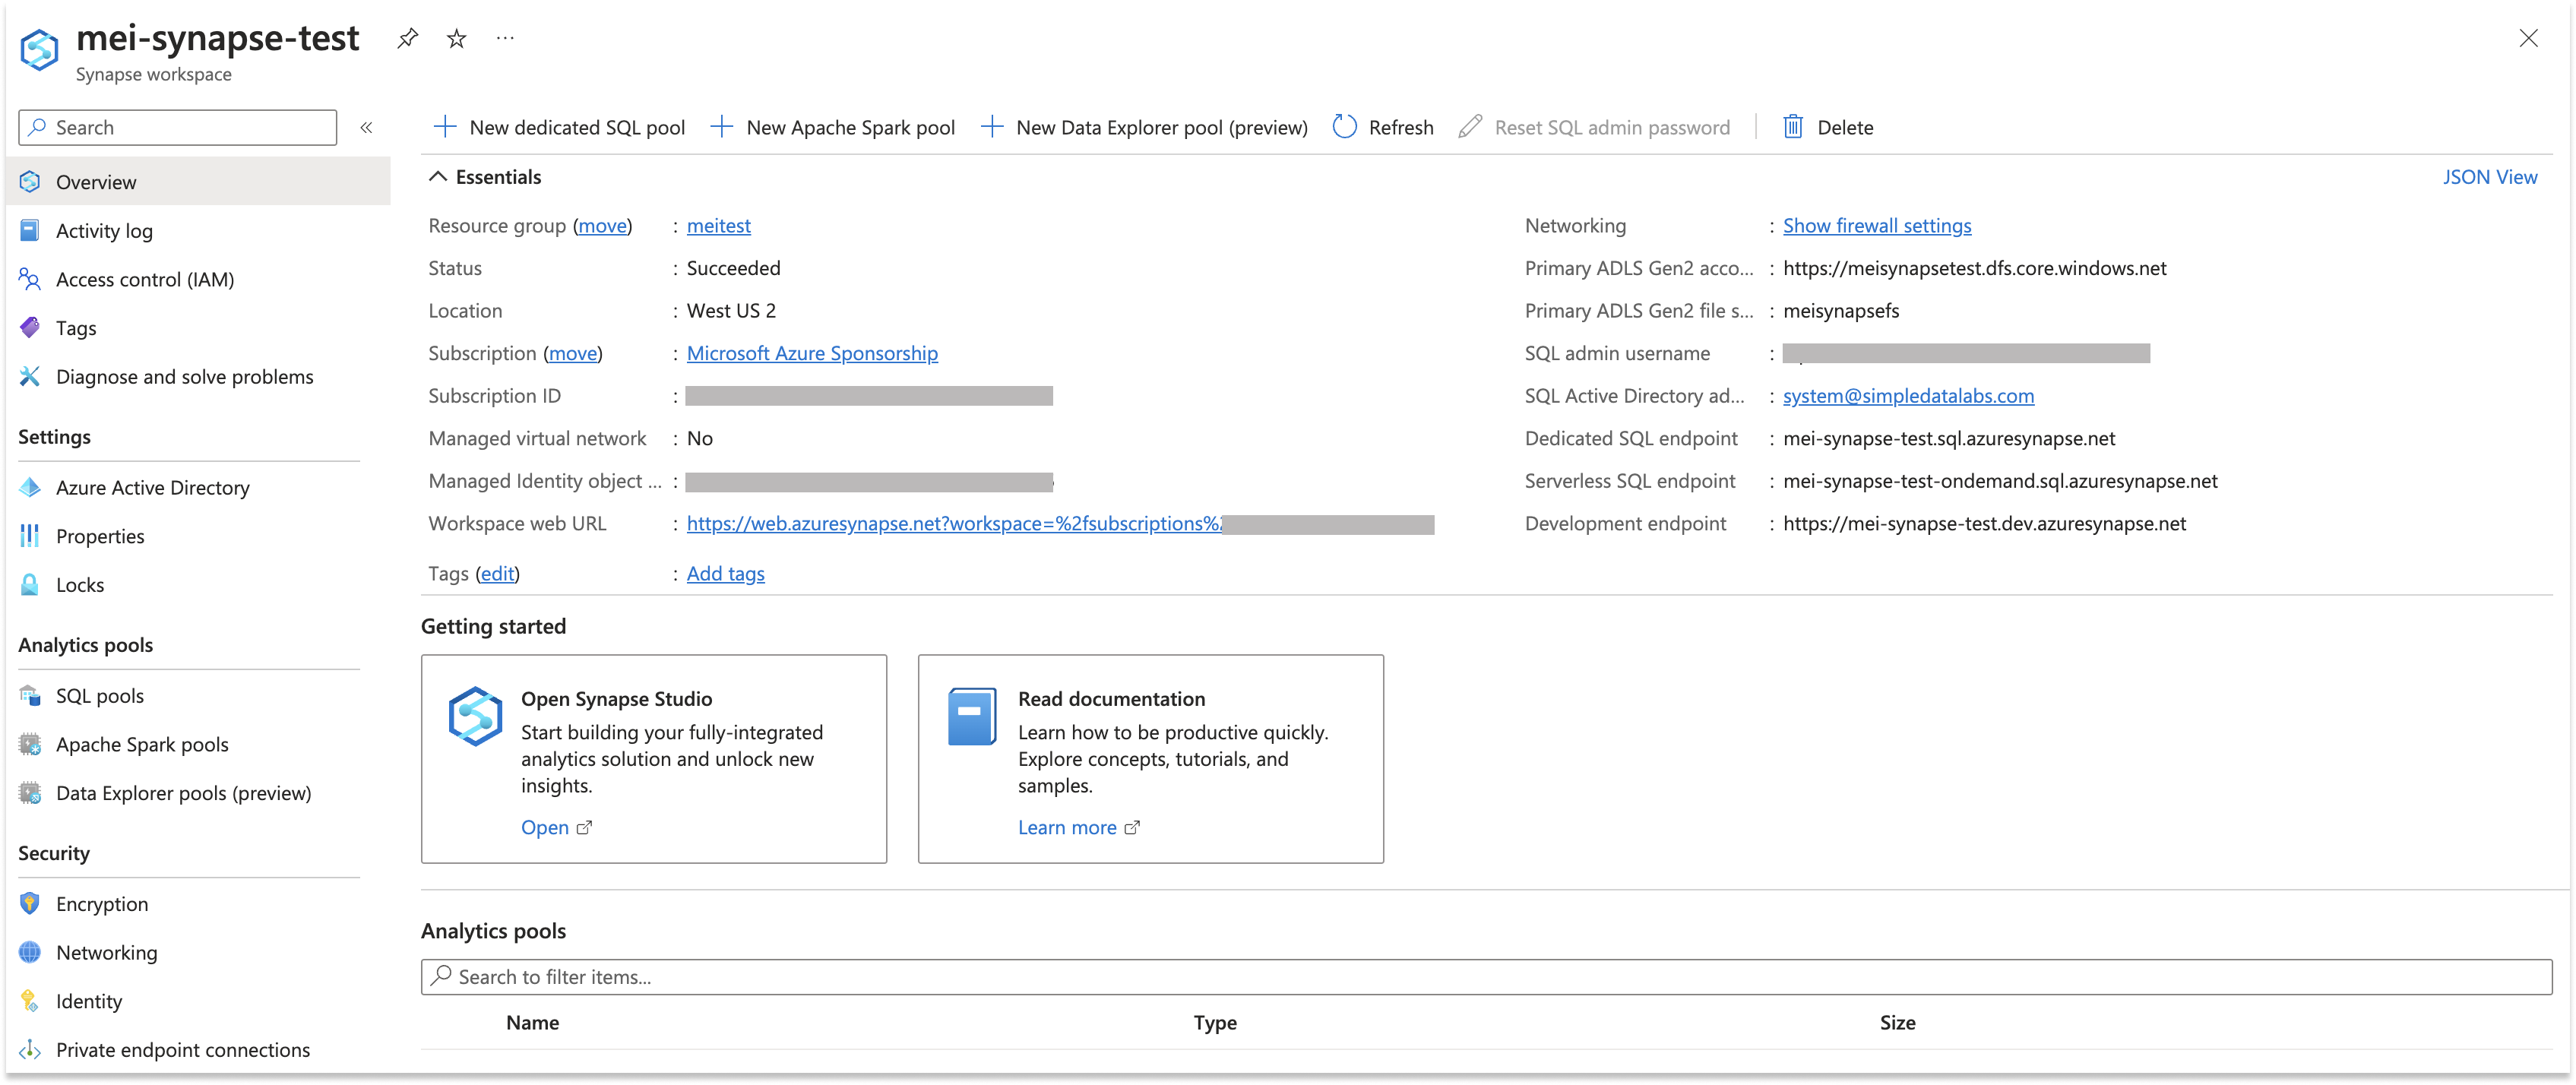 mei-synapse-test
Synapse workspace
Search
«
Overview
Activity log
Access control (IAM)
Tags
Diagnose and solve problems
Settings
Azure Active Directory
Properties
Locks
Analytics pools
SQL pools
Apache Spark pools
Data Explorer pools (preview)
Security
Encryption
Networking
Identity
Private endpoint connections
New dedicated SQL pool
New Apache Spark pool
New Data Explorer pool (preview)
Refresh
Reset SQL admin password
Delete
Essentials
JSON View
Resource group (move) : meitest
Status : Succeeded
Location : West US 2
Subscription (move) : Microsoft Azure Sponsorship
Subscription ID :
Managed virtual network : No
Managed Identity object ... :
Workspace web URL : https://web.azuresynapse.net?workspace=%2fsubscriptions%
Tags (edit) : Add tags
Networking : Show firewall settings
Primary ADLS Gen2 acco... : https://meisynapsetest.dfs.core.windows.net
Primary ADLS Gen2 file s... : meisynapsefs
SQL admin username :
SQL Active Directory ad... : system@simpledatalabs.com
Dedicated SQL endpoint : mei-synapse-test.sql.azuresynapse.net
Serverless SQL endpoint : mei-synapse-test-ondemand.sql.azuresynapse.net
Development endpoint : https://mei-synapse-test.dev.azuresynapse.net
Getting started
Open Synapse Studio
Start building your fully-integrated
analytics solution and unlock new
insights.
Open
Read documentation
Learn how to be productive quickly.
Explore concepts, tutorials, and
samples.
Learn more
Analytics pools
Search to filter items...
Name Type Size